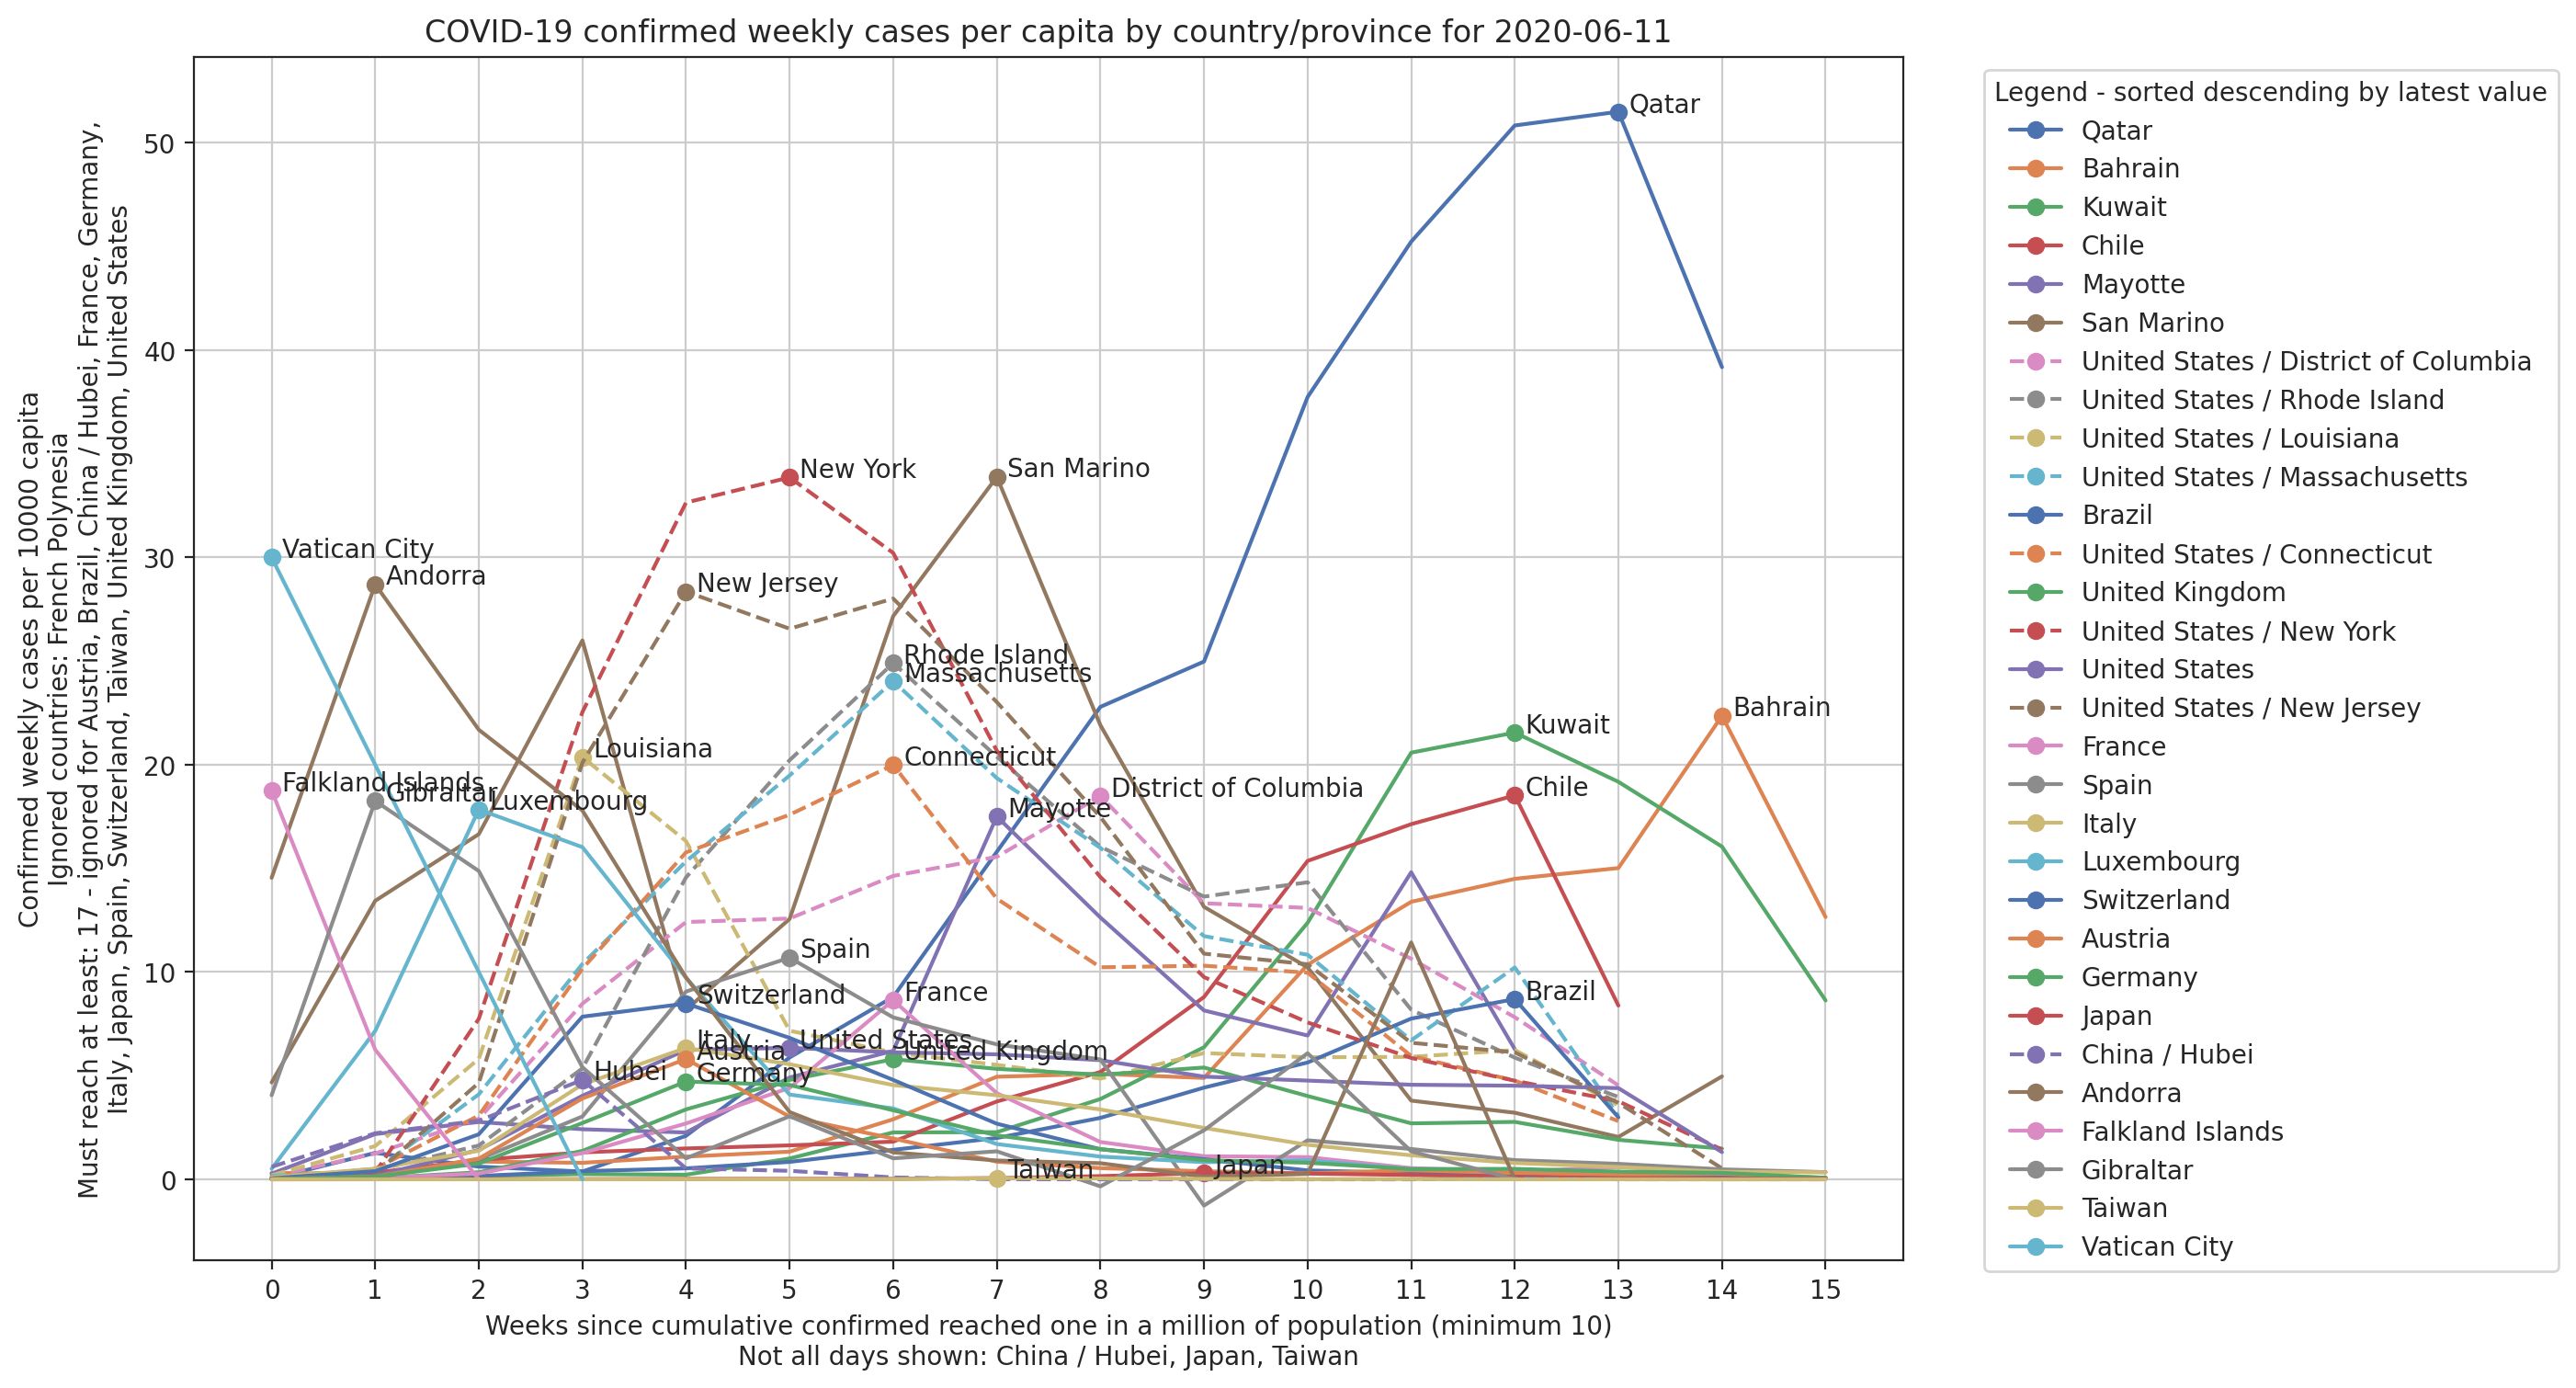 COVID-19 confirmed weekly cases per capita by country/province for 2020-06-11
Confirmed weekly cases per 10000 capita
Ignored countries: French Polynesia
Must reach at least: 17 - ignored for Austria, Brazil, China / Hubei, France, Germany,
Italy, Japan, Spain, Switzerland, Taiwan, United Kingdom, United States
50
40
30
20
10
0
Qatar
New York
San Marino
Vatican City
Andorra
New Jersey
Rhode Island
Massachusetts
Bahrain
Kuwait
Louisiana
Connecticut
Falkland Islands
Gibraltar
Luxembourg
District of Columbia
Chile
Mayotte
Spain
Switzerland
France
Brazil
Italy
United States
Austria
United Kingdom
Hubei
Germany
Taiwan
Japan
0 1 2 3 4 5 6 7 8 9 10 11 12 13 14 15
Weeks since cumulative confirmed reached one in a million of population (minimum 10)
Not all days shown: China / Hubei, Japan, Taiwan
Legend - sorted descending by latest value
Qatar
Bahrain
Kuwait
Chile
Mayotte
San Marino
United States / District of Columbia
United States / Rhode Island
United States / Louisiana
United States / Massachusetts
Brazil
United States / Connecticut
United Kingdom
United States / New York
United States
United States / New Jersey
France
Spain
Italy
Luxembourg
Switzerland
Austria
Germany
Japan
China / Hubei
Andorra
Falkland Islands
Gibraltar
Taiwan
Vatican City